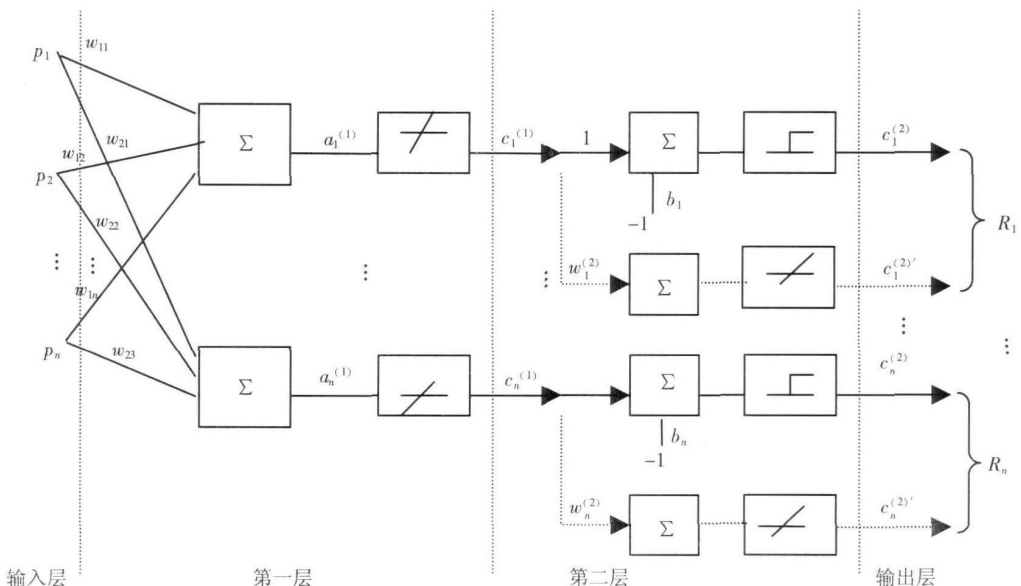 p₁
w₁₁
w₁₂
w₂₁
p₂
w₂₂
⋮
⋮
w₁ₙ
pₙ
w₂₃
Σ
a₁⁽¹⁾
c₁⁽¹⁾
1
Σ
b₁
−1
c₁⁽²⁾
R₁
⋮
⋮
w₁⁽²⁾
Σ
c₁⁽²⁾′
⋮
⋮
Σ
aₙ⁽¹⁾
cₙ⁽¹⁾
Σ
bₙ
−1
cₙ⁽²⁾
Rₙ
wₙ⁽²⁾
Σ
cₙ⁽²⁾′
输入层 第一层 第二层 输出层